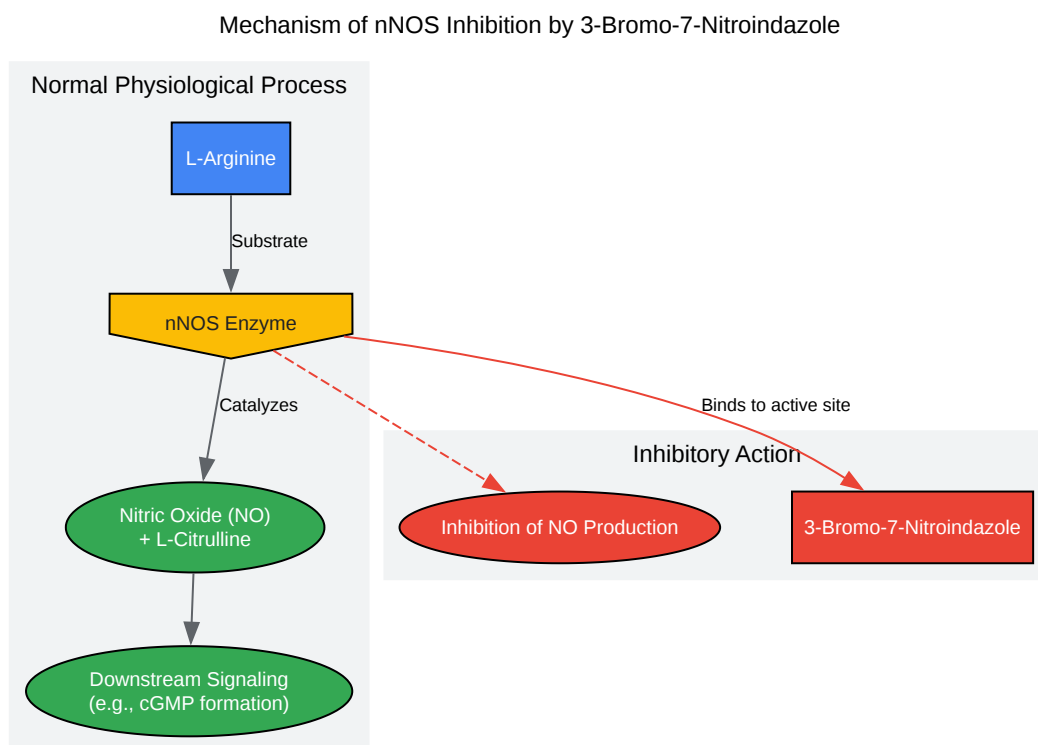 Mechanism of nNOS Inhibition by 3-Bromo-7-Nitroindazole
Normal Physiological Process
L-Arginine
Substrate
nNOS Enzyme
Catalyzes
Binds to active site
Inhibitory Action
Nitric Oxide (NO)
+ L-Citrulline
Inhibition of NO Production
3-Bromo-7-Nitroindazole
Downstream Signaling
(e.g., cGMP formation)